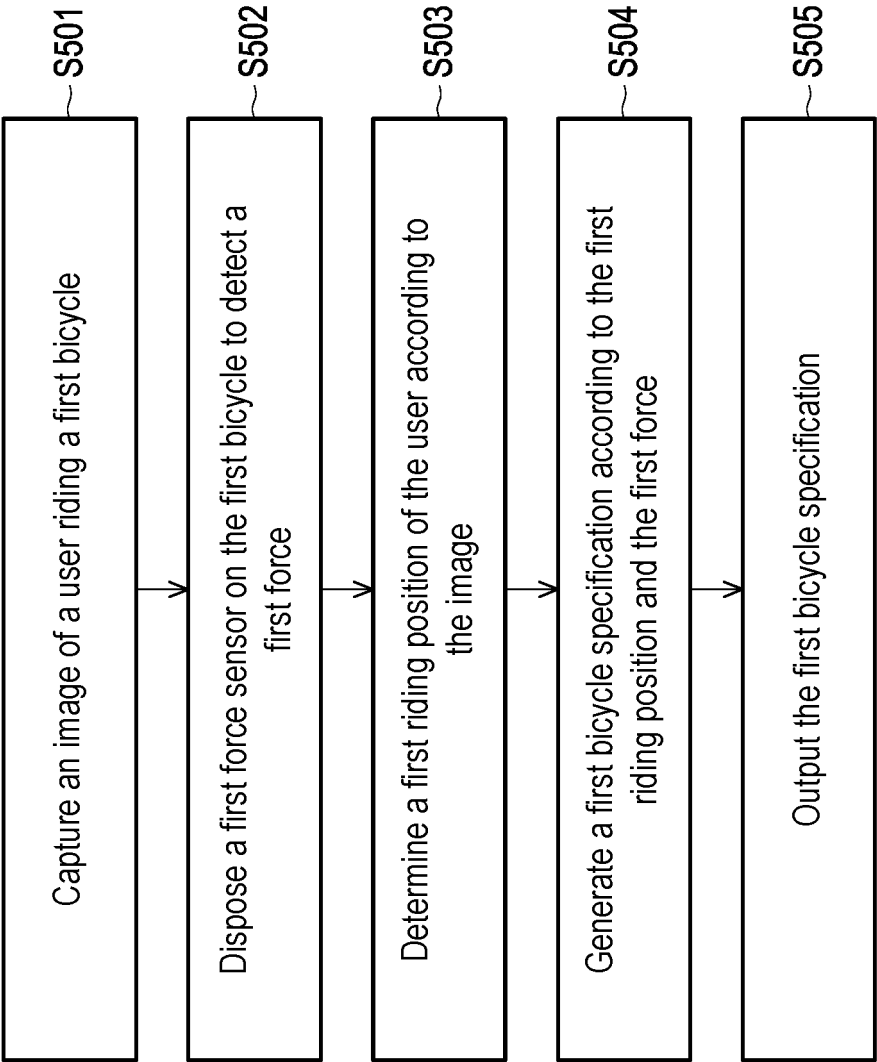 Capture an image of a user riding a first bicycle
S501
Dispose a first force sensor on the first bicycle to detect a
first force
S502
Determine a first riding position of the user according to
the image
S503
Generate a first bicycle specification according to the first
riding position and the first force
S504
Output the first bicycle specification
S505